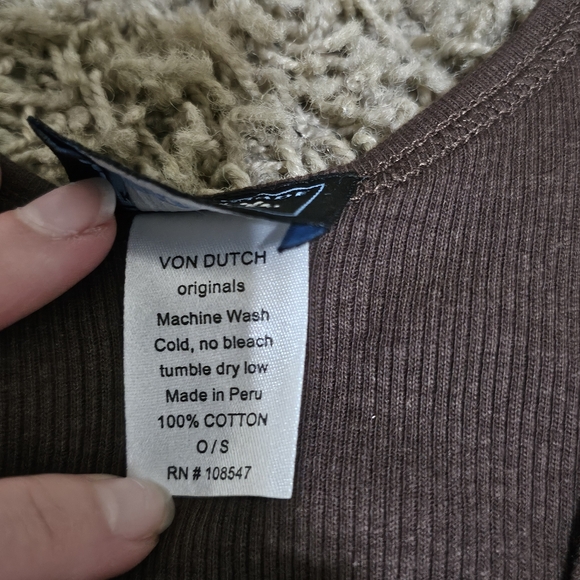 VON DUTCH
originals
Machine Wash
Cold, no bleach
tumble dry low
Made in Peru
100% COTTON
O / S
RN # 108547